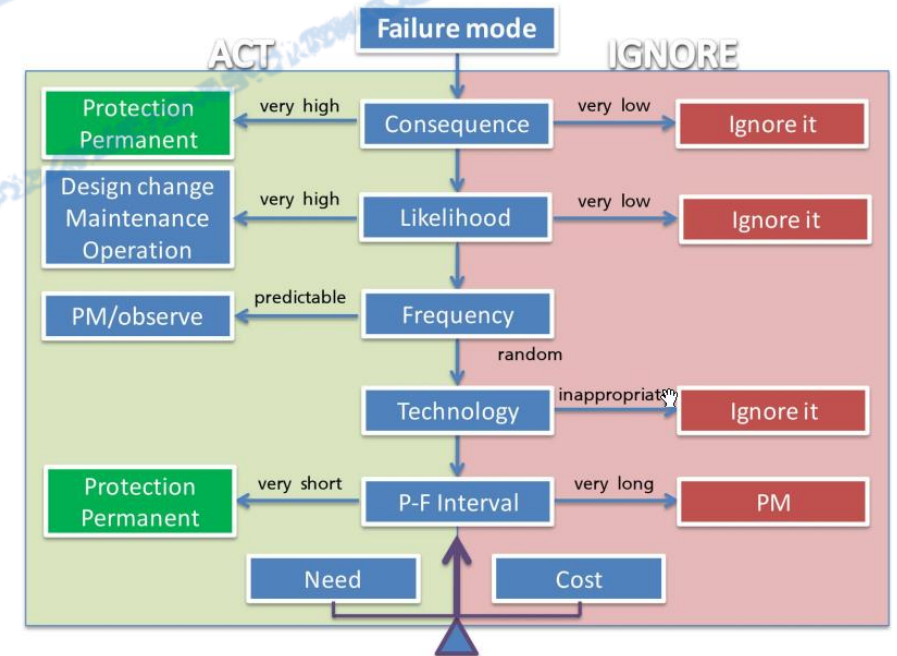 Failure mode
ACT
IGNORE
Protection
Permanent
very high
Consequence
very low
Ignore it
Design change
Maintenance
Operation
very high
Likelihood
very low
Ignore it
PM/observe
predictable
Frequency
random
Technology
Ignore it
Protection
Permanent
very short
P-F Interval
very long
PM
Need
Cost